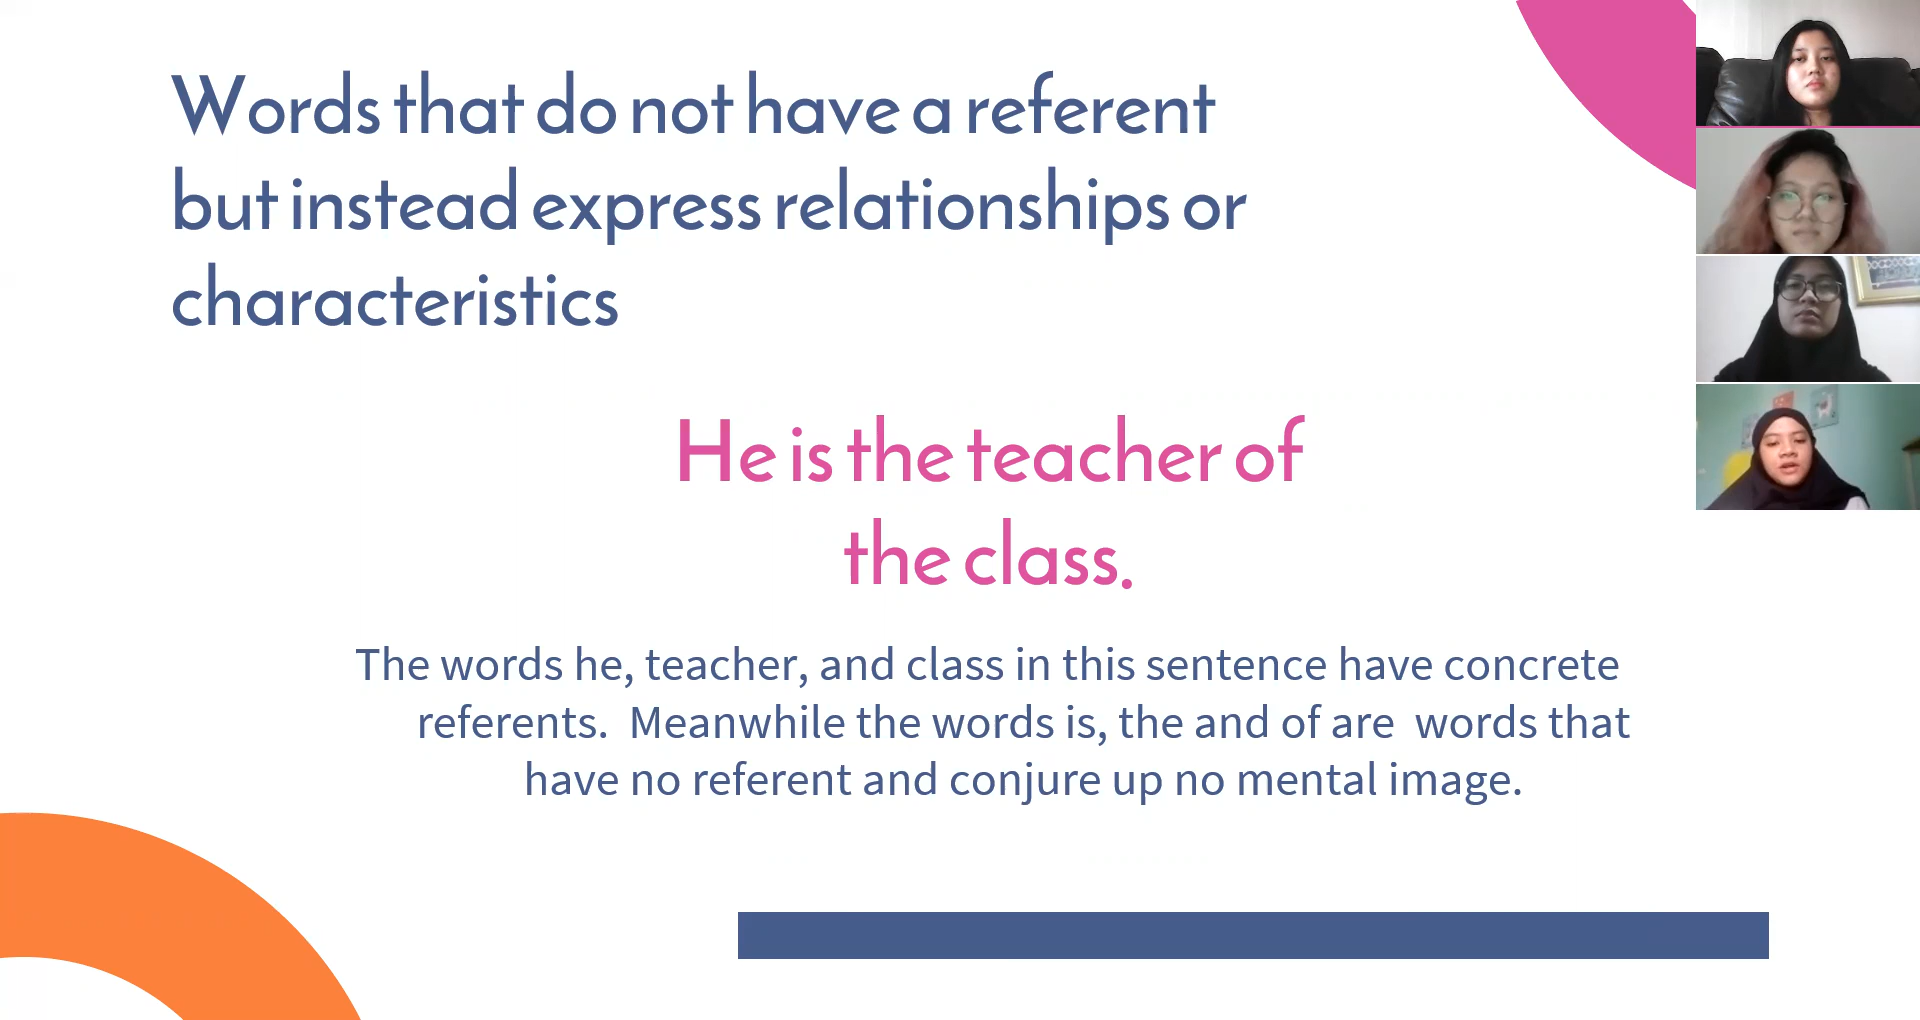 Words that do not have a referent
but instead express relationships or
characteristics
He is the teacher of
the class.
The words he, teacher, and class in this sentence have concrete
referents.  Meanwhile the words is, the and of are  words that
have no referent and conjure up no mental image.